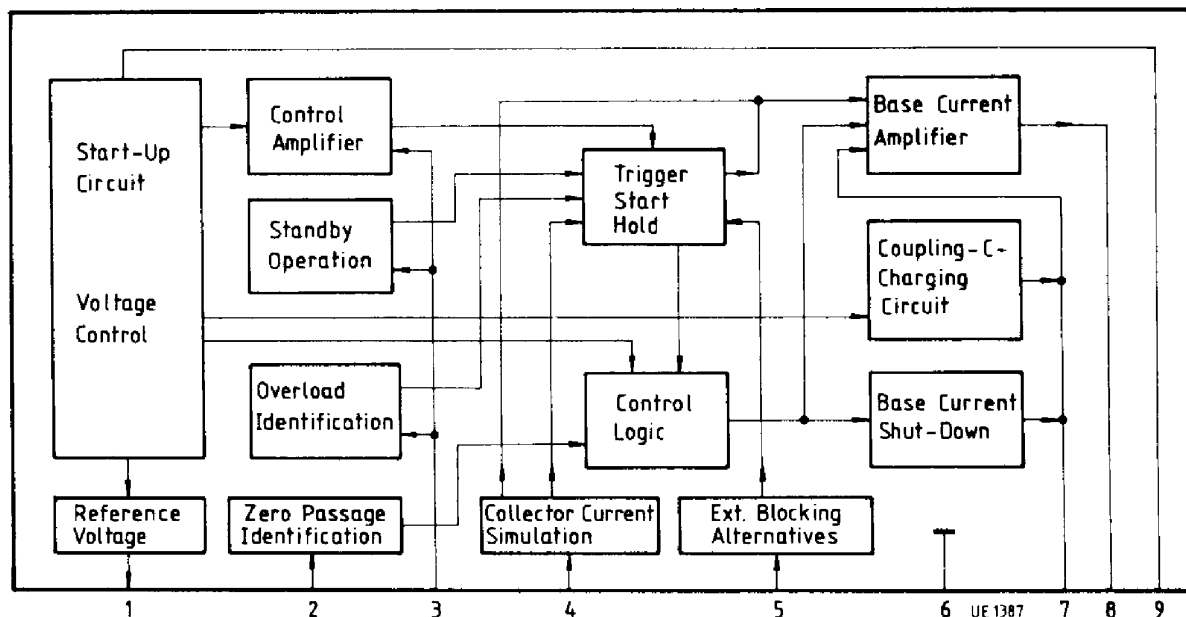 Start-Up
Circuit
Voltage
Control
Control
Amplifier
Standby
Operation
Overload
Identification
Trigger
Start
Hold
Control
Logic
Base Current
Amplifier
Coupling-C-
Charging
Circuit
Base Current
Shut-Down
Reference
Voltage
Zero Passage
Identification
Collector Current
Simulation
Ext. Blocking
Alternatives
1 2 3 4 5 6 UE 1387 7 8 9